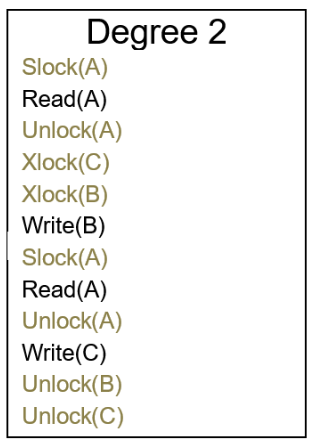 Degree 2
Slock(A)
Read(A)
Unlock(A)
Xlock(C)
Xlock(B)
Write(B)
Slock(A)
Read(A)
Unlock(A)
Write(C)
Unlock(B)
Unlock(C)